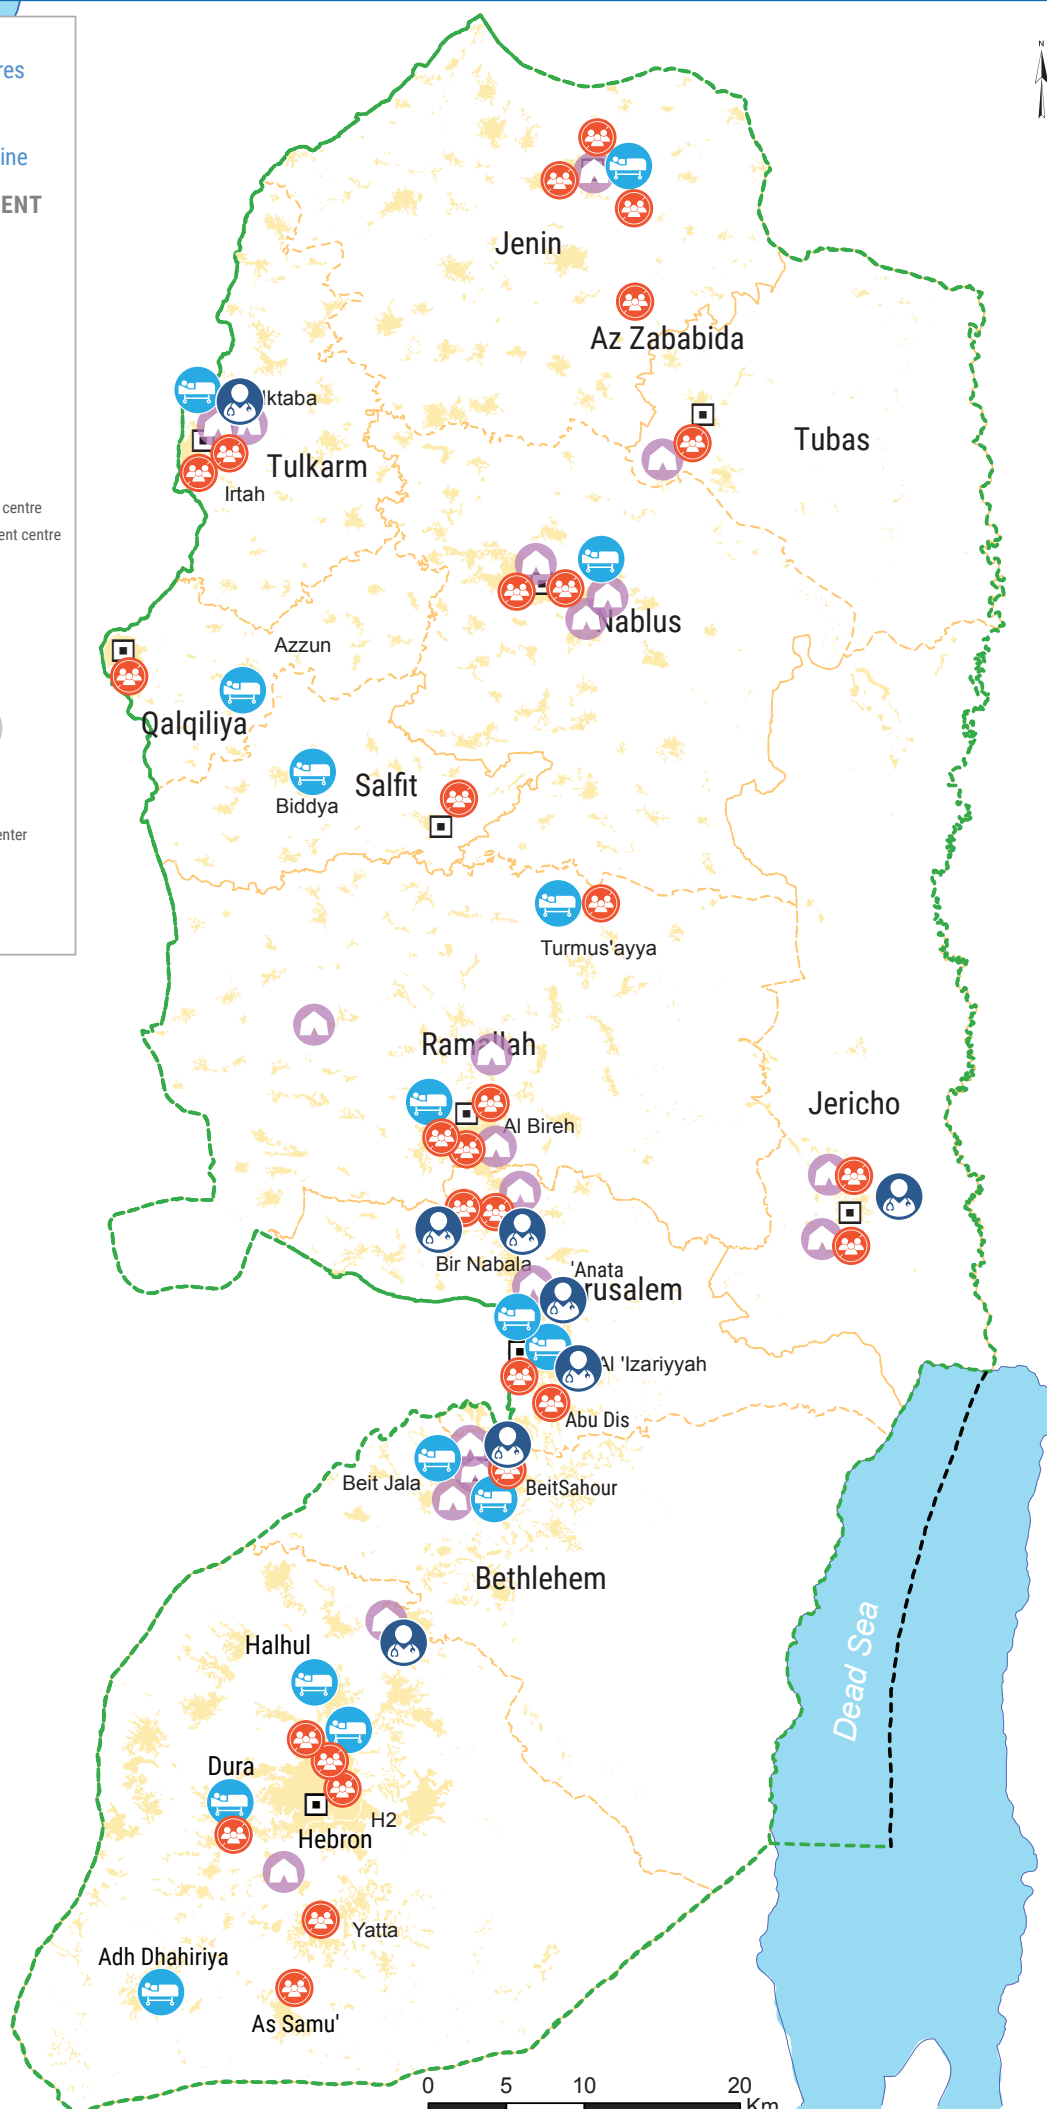 res
ine
ENT
centre
ent centre
enter
N
Jenin
Az Zababida
Iktaba
Tulkarm
Irtah
Tubas
Nablus
Azzun
Qalqiliya
Biddya
Salfit
Turmus'ayya
Ramallah
Al Bireh
Jericho
Bir Nabala
'Anata
rusalem
Al 'Izariyyah
Abu Dis
Beit Jala
BeitSahour
Bethlehem
Halhul
Dura
H2
Hebron
Yatta
Adh Dhahiriya
As Samu'
Dead Sea
0 5 10 20
Km